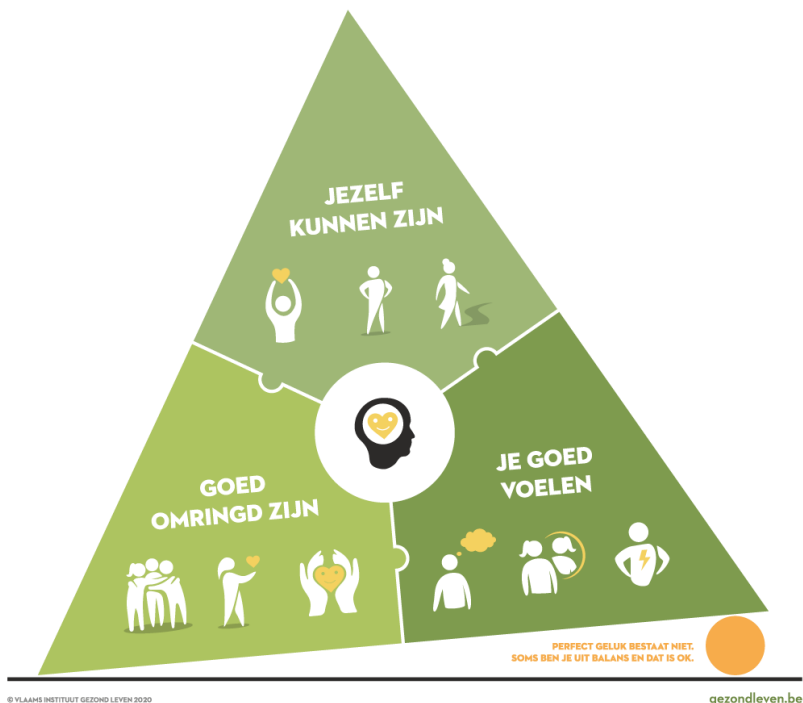 JEZELF
KUNNEN ZIJN
GOED
OMRINGD ZIJN
JE GOED
VOELEN
PERFECT GELUK BESTAAT NIET.
SOMS BEN JE UIT BALANS EN DAT IS OK.
© VLAAMS INSTITUUT GEZOND LEVEN 2020
gezondleven.be